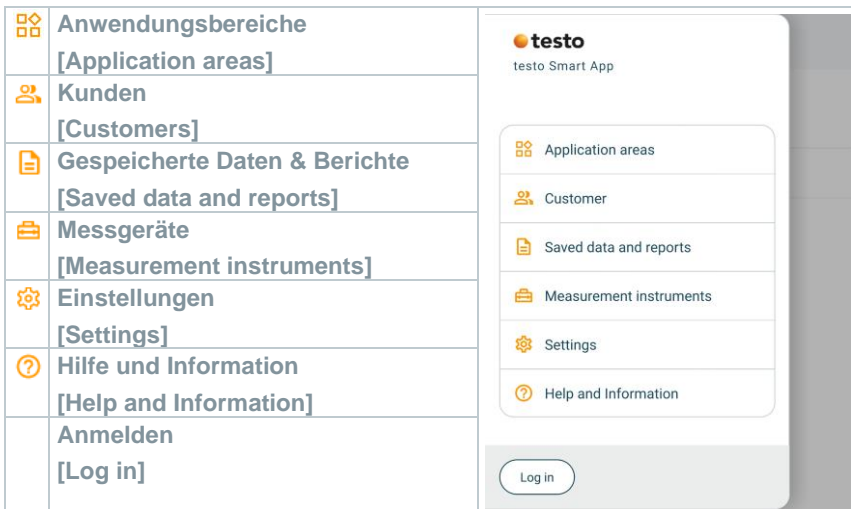 Anwendungsbereiche
[Application areas]
Kunden
[Customers]
Gespeicherte Daten & Berichte
[Saved data and reports]
Messgeräte
[Measurement instruments]
Einstellungen
[Settings]
Hilfe und Information
[Help and Information]
Anmelden
[Log in]
testo
testo Smart App
Application areas
Customer
Saved data and reports
Measurement instruments
Settings
Help and Information
Log in